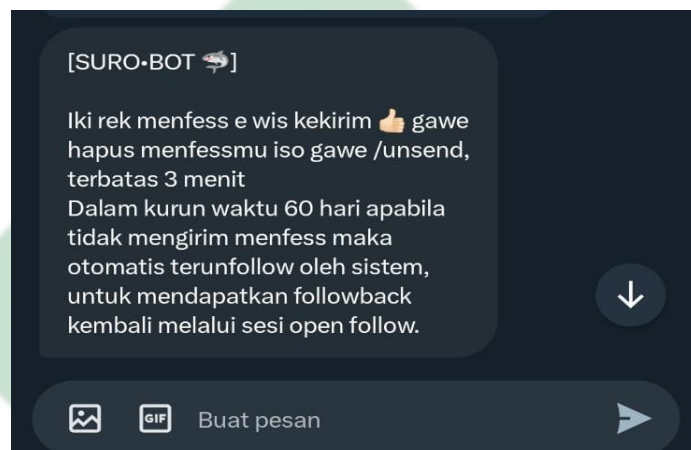 [SURO•BOT 🦈]
Iki rek menfess e wis kekirim 👍🏻 gawe
hapus menfessmu iso gawe /unsend,
terbatas 3 menit
Dalam kurun waktu 60 hari apabila
tidak mengirim menfess maka
otomatis terunfollow oleh sistem,
untuk mendapatkan followback
kembali melalui sesi open follow.
GIF
Buat pesan